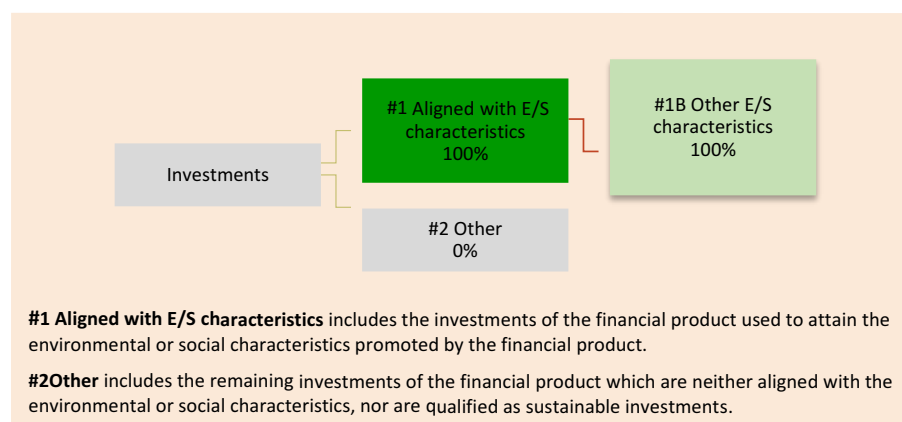 Investments
#1 Aligned with E/S
characteristics
100%
#1B Other E/S
characteristics
100%
#2 Other
0%
#1 Aligned with E/S characteristics includes the investments of the financial product used to attain the
environmental or social characteristics promoted by the financial product.
#2Other includes the remaining investments of the financial product which are neither aligned with the
environmental or social characteristics, nor are qualified as sustainable investments.